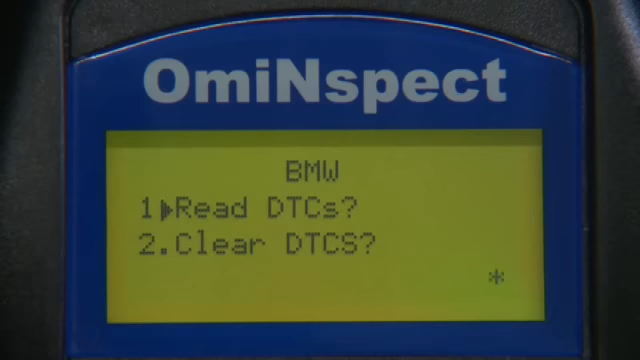 OmiNspect
BMW
1▸Read DTCs?
2.Clear DTCS?
*